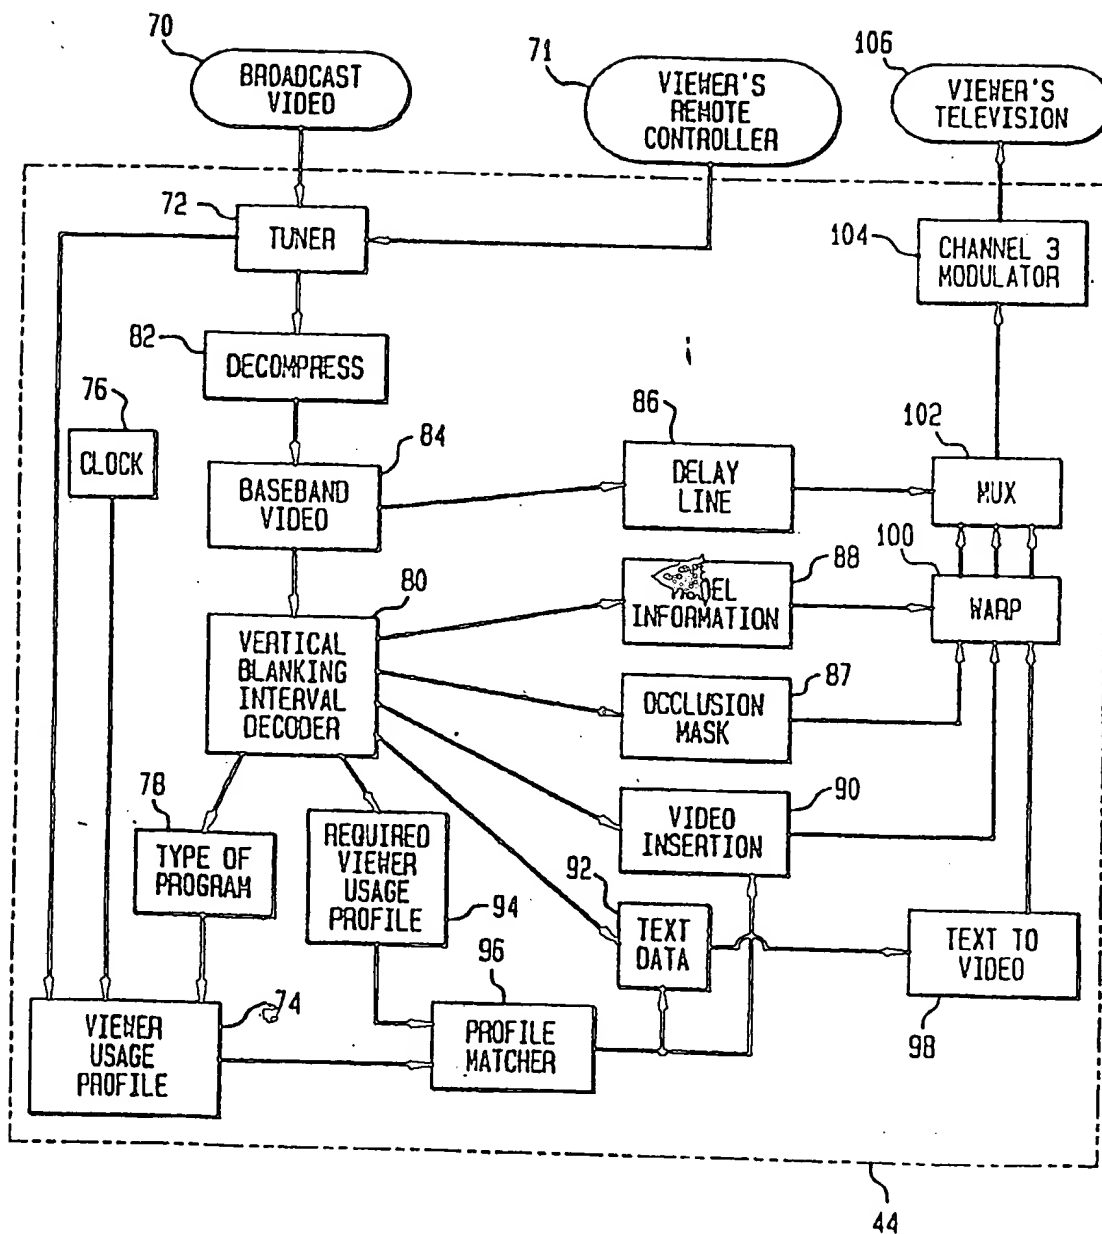 70
BROADCAST
VIDEO
71
VIEWER'S
REMOTE
CONTROLLER
106
VIEWER'S
TELEVISION
72
TUNER
104
CHANNEL 3
MODULATOR
82
DECOMPRESS
76
CLOCK
84
BASEBAND
VIDEO
86
DELAY
LINE
102
MUX
100
WARP
80
VERTICAL
BLANKING
INTERVAL
DECODER
88
INFORMATION
87
OCCLUSION
MASK
78
TYPE OF
PROGRAM
REQUIRED
VIEWER
USAGE
PROFILE
94
90
VIDEO
INSERTION
92
TEXT
DATA
TEXT TO
VIDEO
98
74
VIEWER
USAGE
PROFILE
96
PROFILE
MATCHER
44